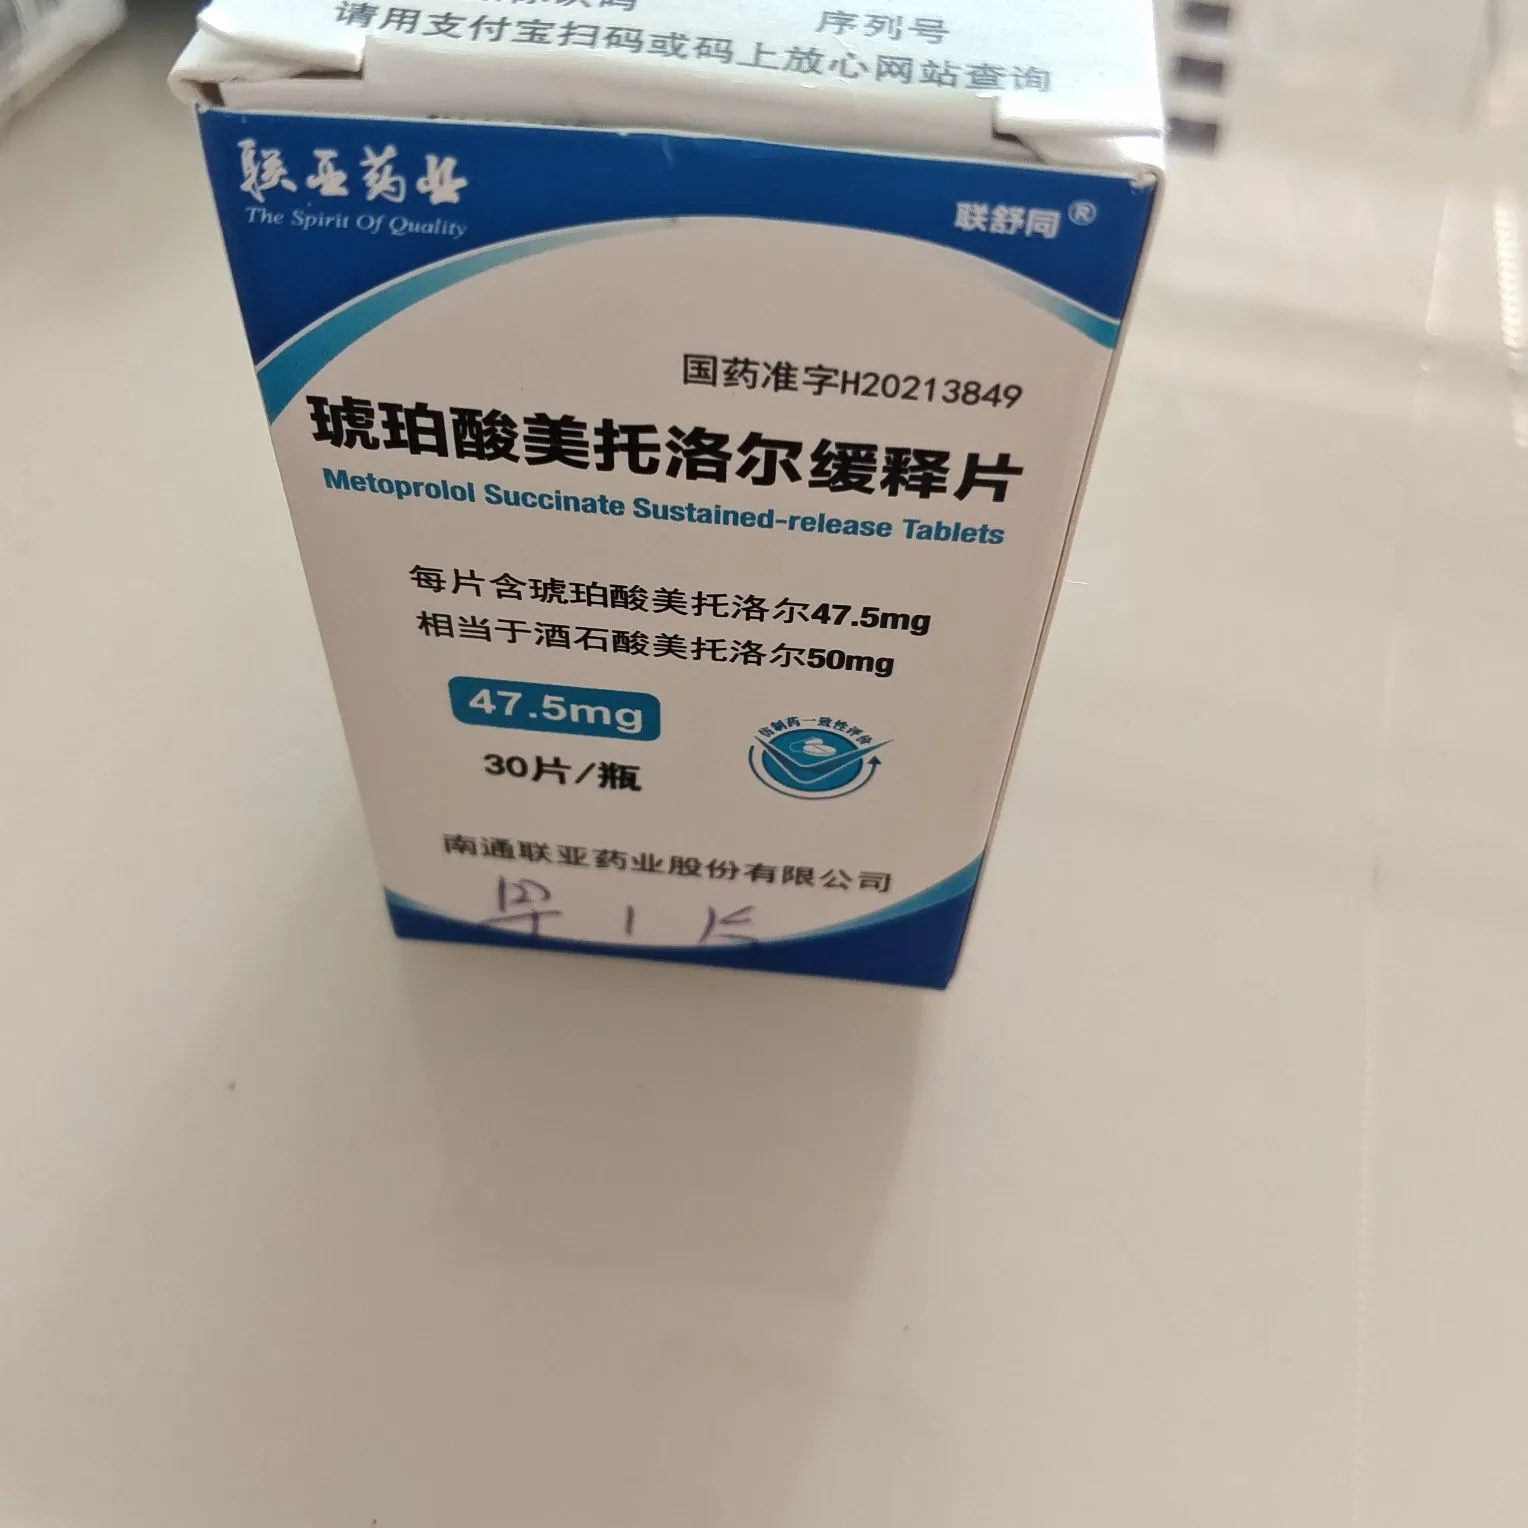 序列号
请用支付宝扫码或码上放心网站查询
联亚药业
The Spirit Of Quality
联舒同®
国药准字H20213849
琥珀酸美托洛尔缓释片
Metoprolol Succinate Sustained-release Tablets
每片含琥珀酸美托洛尔47.5mg
相当于酒石酸美托洛尔50mg
47.5mg
仿制药一致性评价
30片/瓶
南通联亚药业股份有限公司
早 1 片